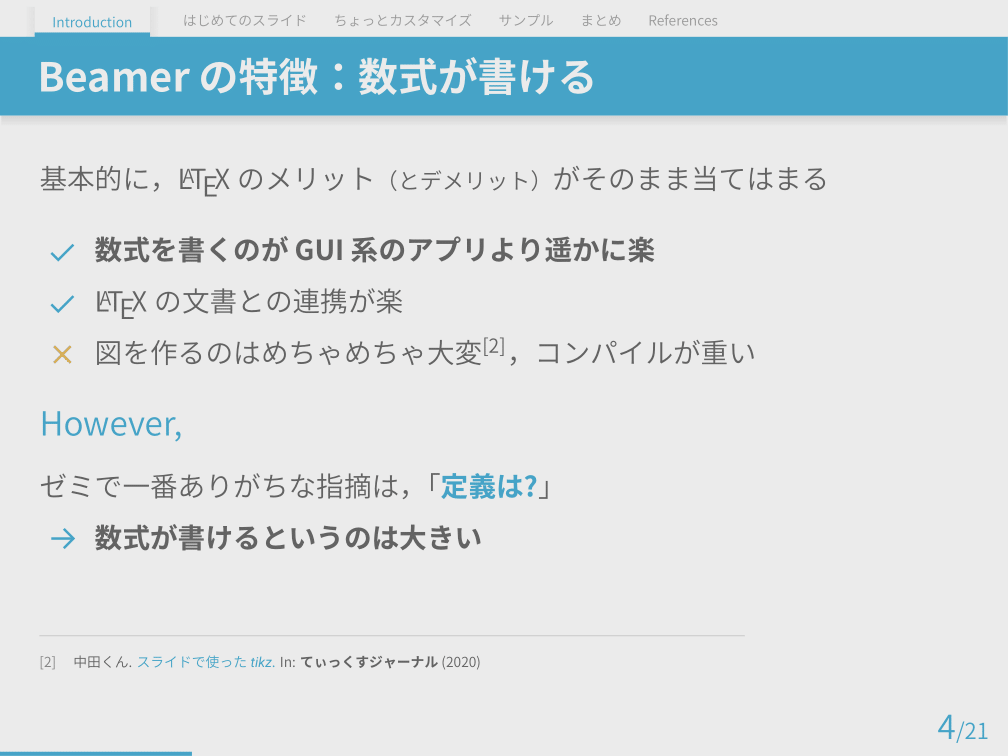 Introduction はじめてのスライド ちょっとカスタマイズ サンプル まとめ References
Beamer の特徴：数式が書ける
基本的に，LATEX のメリット（とデメリット）がそのまま当てはまる
✓ 数式を書くのが GUI 系のアプリより遥かに楽
✓ LATEX の文書との連携が楽
× 図を作るのはめちゃめちゃ大変[2]，コンパイルが重い
However,
ゼミで一番ありがちな指摘は，「定義は?」
→ 数式が書けるというのは大きい
[2] 中田くん. スライドで使った tikz. In: てぃっくすジャーナル (2020)
4/21